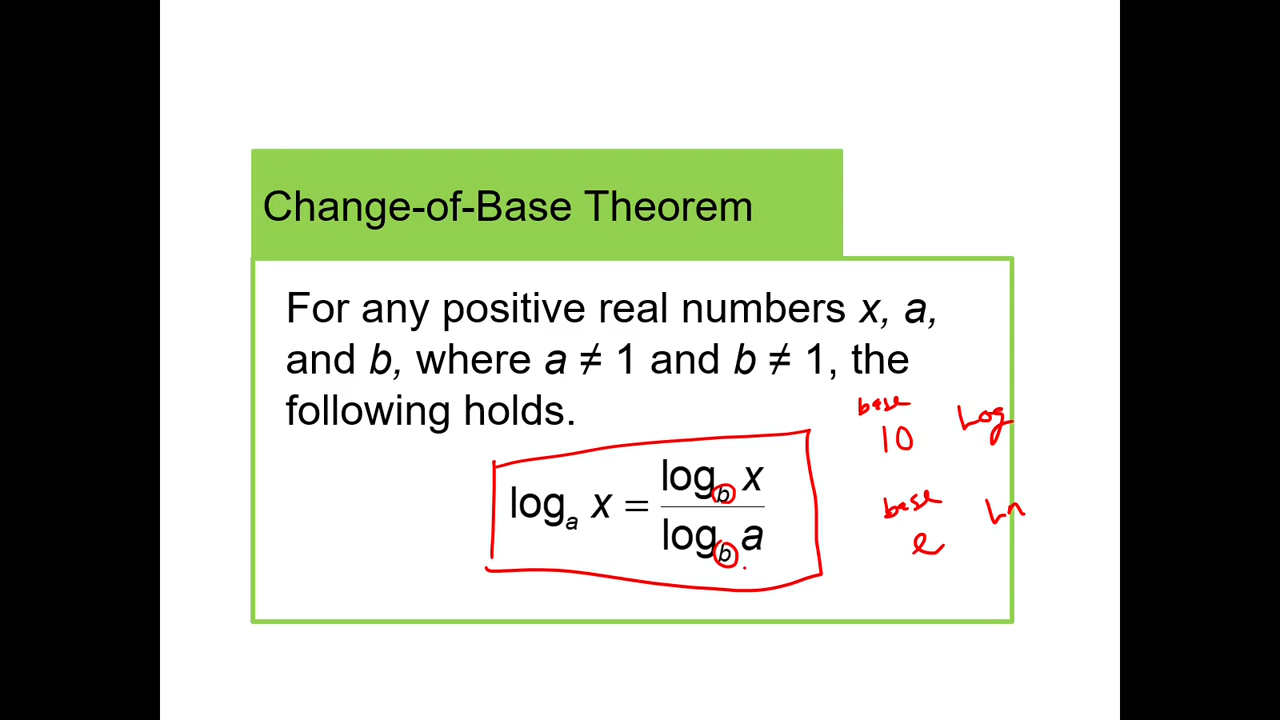 Change-of-Base Theorem
For any positive real numbers x, a,
and b, where a ≠ 1 and b ≠ 1, the
following holds.
log_a x = log_b x / log_b a
base
10 Log
base
e Ln